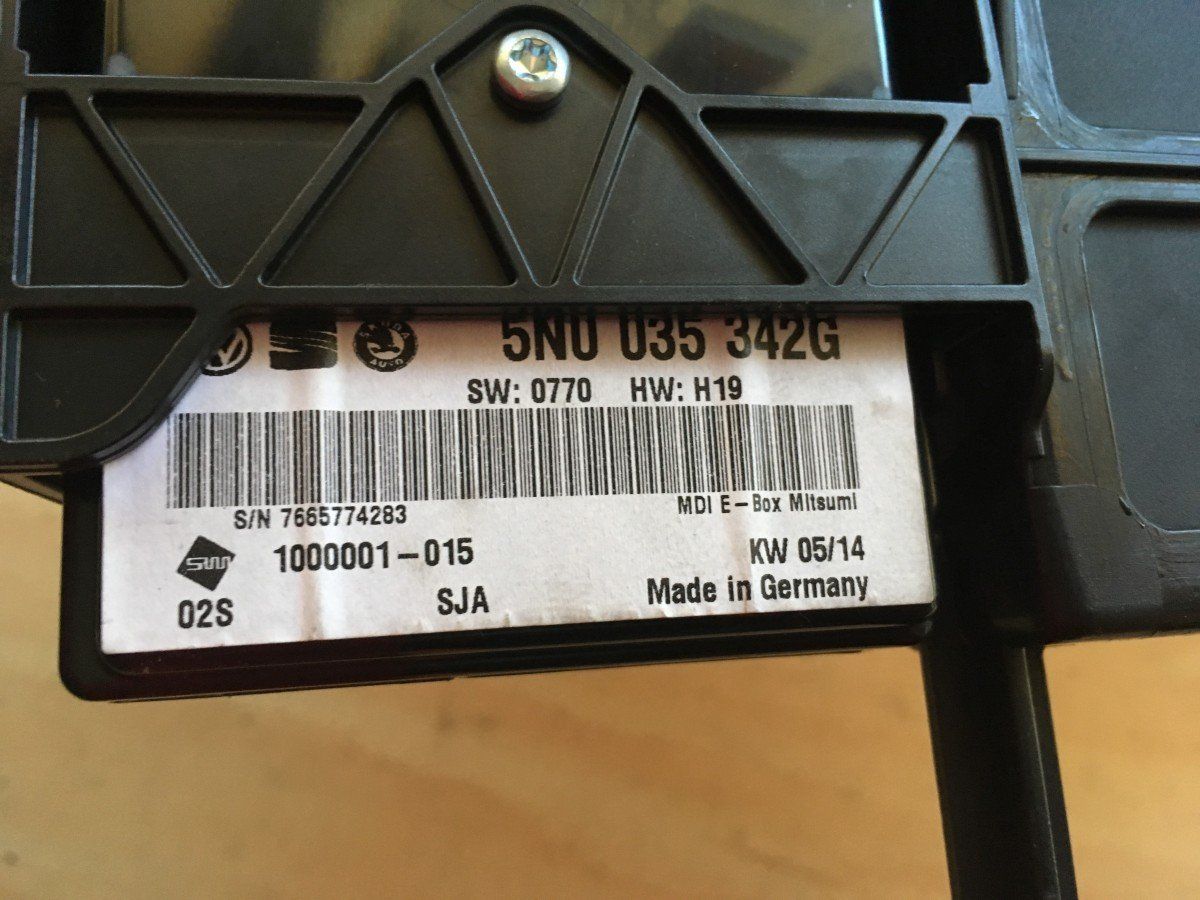 5N0 035 342G
SW: 0770 HW: H19
S/N 7665774283
MDI E-Box Mitsumi
1000001-015
KW 05/14
02S
SJA
Made in Germany